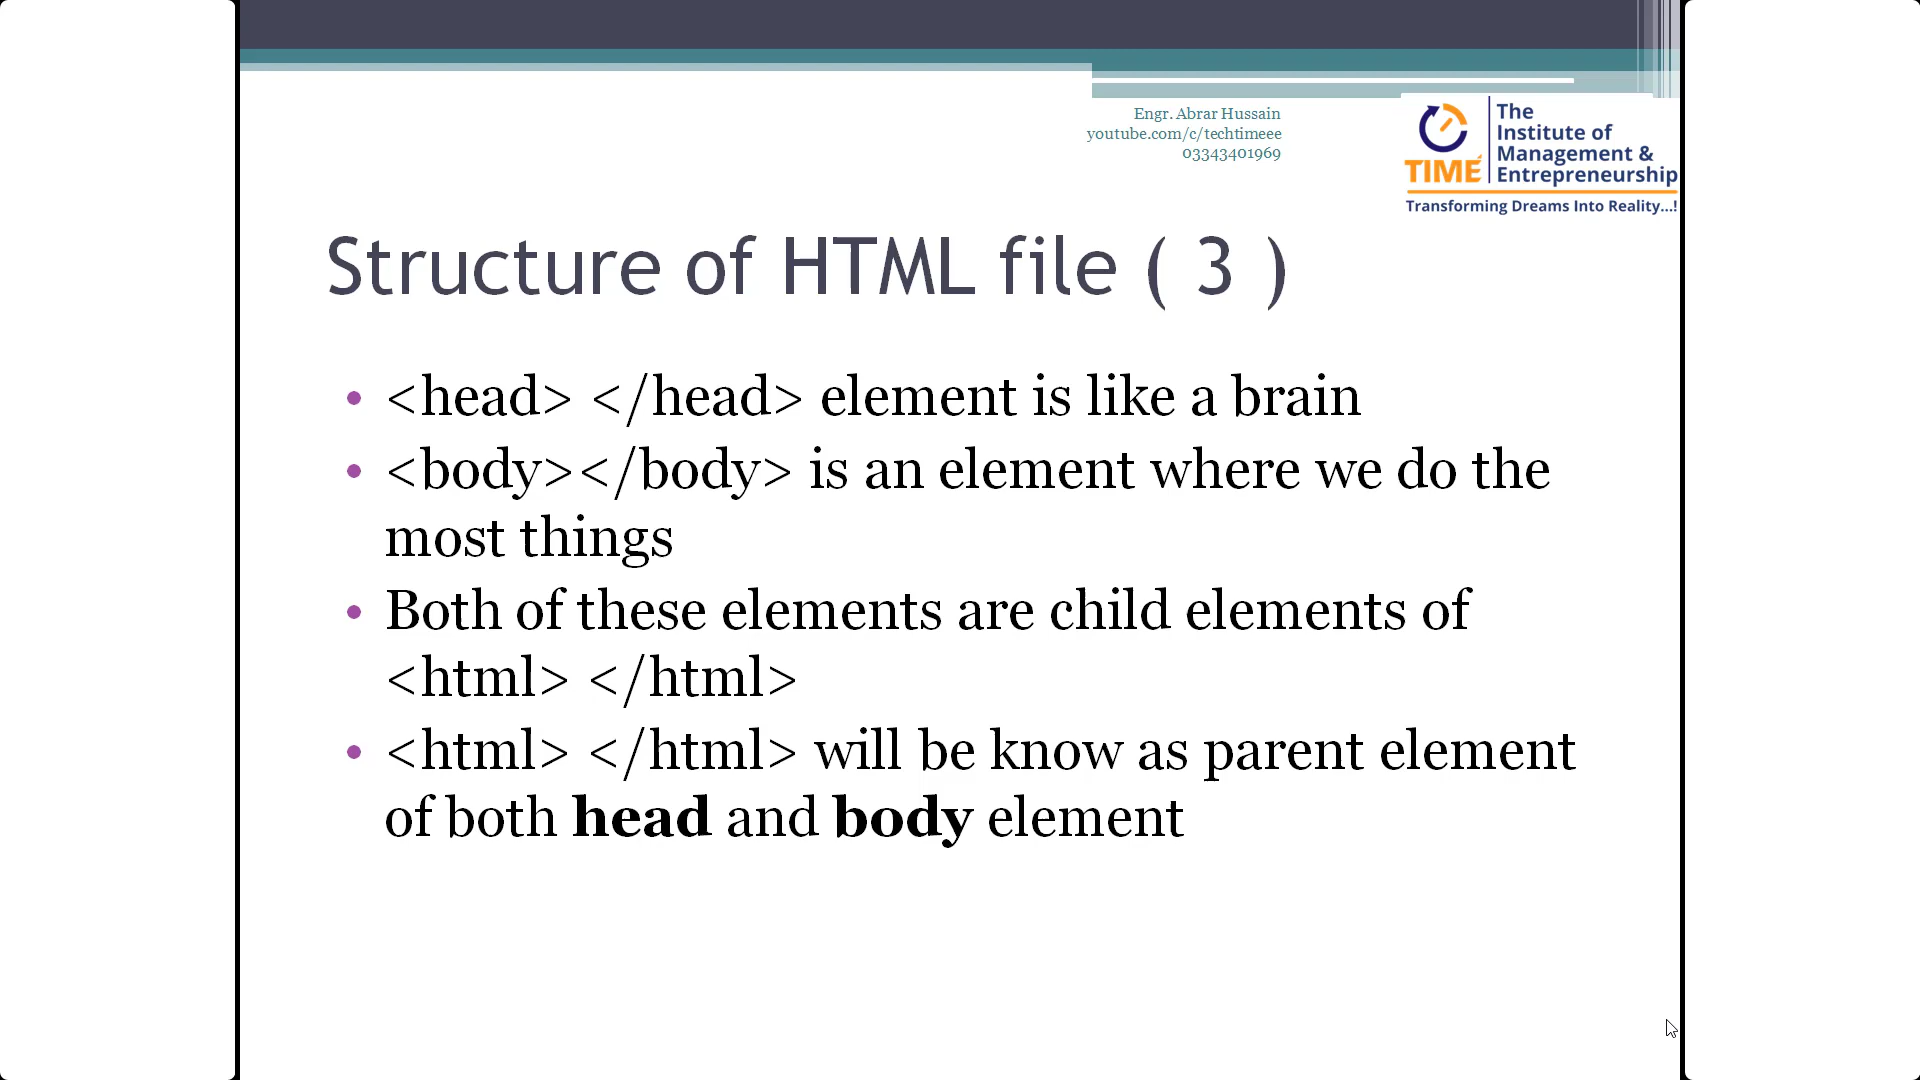 Engr. Abrar Hussain
youtube.com/c/techtimeee
03343401969
TIME
The
Institute of
Management &
Entrepreneurship
Transforming Dreams Into Reality...!
Structure of HTML file ( 3 )
• <head> </head> element is like a brain
• <body></body> is an element where we do the
most things
• Both of these elements are child elements of
<html> </html>
• <html> </html> will be know as parent element
of both head and body element